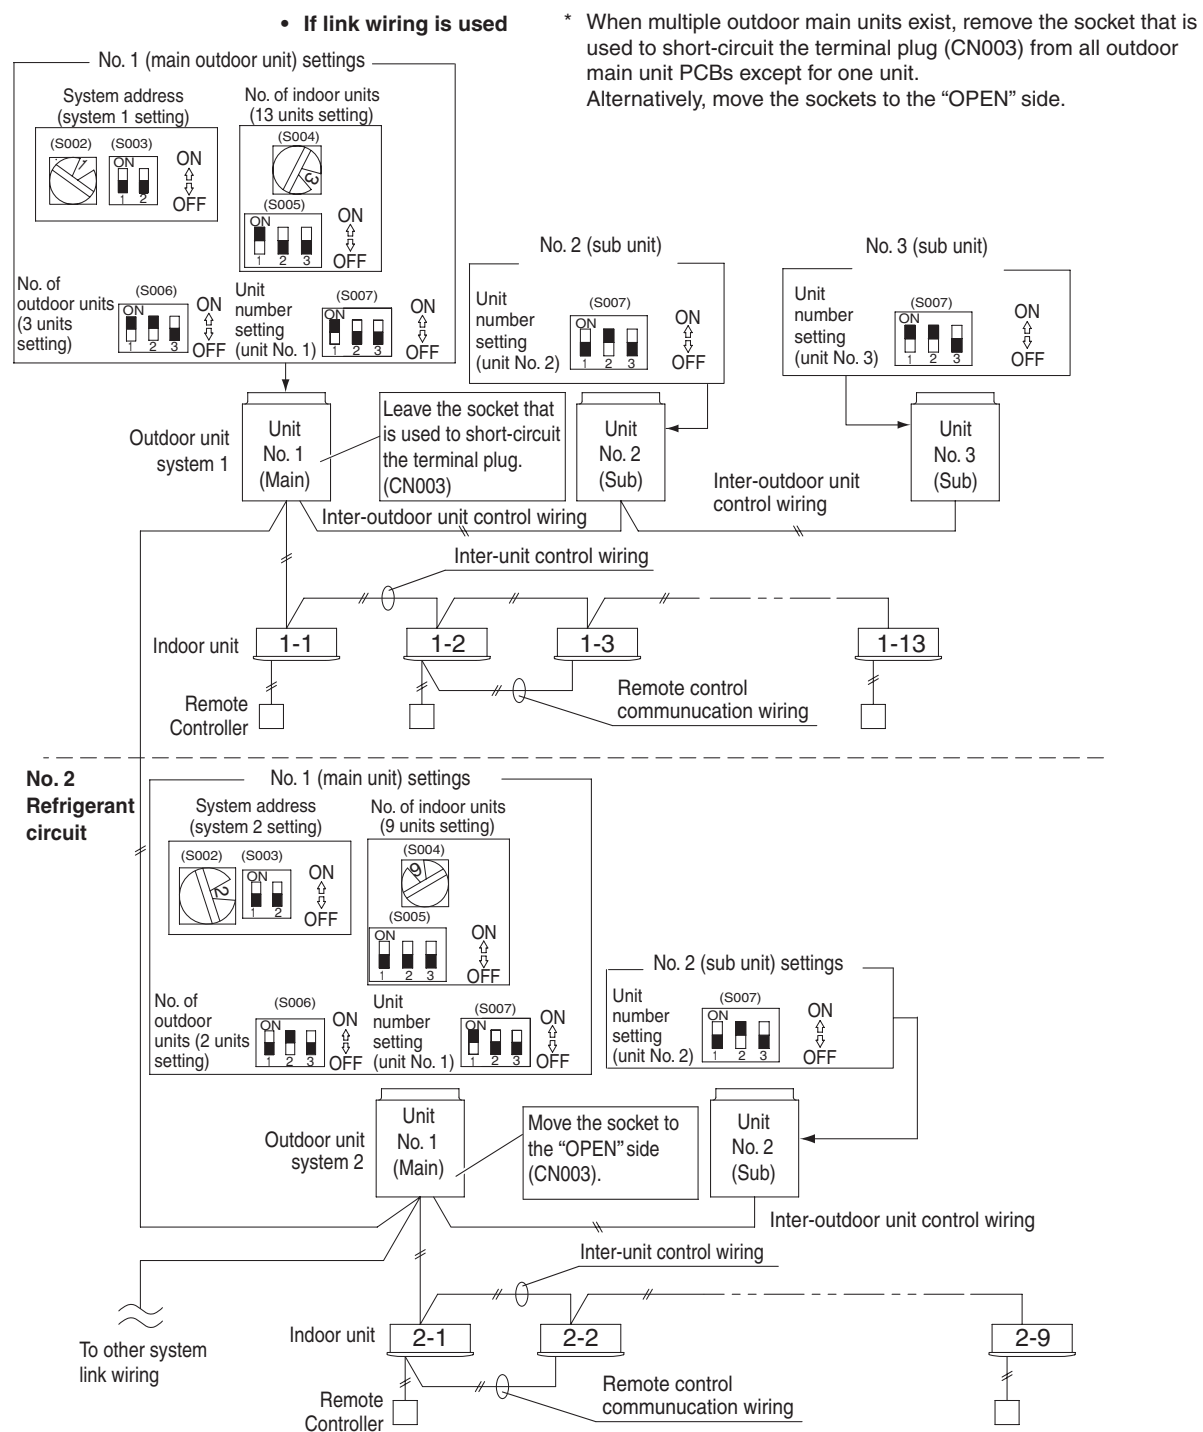 • If link wiring is used
* When multiple outdoor main units exist, remove the socket that is
used to short-circuit the terminal plug (CN003) from all outdoor
main unit PCBs except for one unit.
Alternatively, move the sockets to the “OPEN” side.
No. 1 (main outdoor unit) settings
System address
(system 1 setting)
(S002) (S003)
1
ON
1 2
ON
OFF
No. of indoor units
(13 units setting)
(S004)
3
(S005)
ON
1 2 3
ON
OFF
No. of
outdoor units
(3 units
setting)
(S006)
ON
1 2 3
ON
OFF
Unit
number
setting
(unit No. 1)
(S007)
ON
1 2 3
ON
OFF
No. 2 (sub unit)
Unit
number
setting
(unit No. 2)
(S007)
ON
1 2 3
ON
OFF
No. 3 (sub unit)
Unit
number
setting
(unit No. 3)
(S007)
ON
1 2 3
ON
OFF
Outdoor unit
system 1
Unit
No. 1
(Main)
Leave the socket that
is used to short-circuit
the terminal plug.
(CN003)
Unit
No. 2
(Sub)
Unit
No. 3
(Sub)
Inter-outdoor unit
control wiring
Inter-outdoor unit control wiring
Inter-unit control wiring
Indoor unit
1-1
1-2
1-3
1-13
Remote
Controller
Remote control
communucation wiring
No. 2
Refrigerant
circuit
No. 1 (main unit) settings
System address
(system 2 setting)
(S002) (S003)
2
ON
1 2
ON
OFF
No. of indoor units
(9 units setting)
(S004)
9
(S005)
ON
1 2 3
ON
OFF
No. of
outdoor
units (2 units
setting)
(S006)
ON
1 2 3
ON
OFF
Unit
number
setting
(unit No. 1)
(S007)
ON
1 2 3
ON
OFF
No. 2 (sub unit) settings
Unit
number
setting
(unit No. 2)
(S007)
ON
1 2 3
ON
OFF
Outdoor unit
system 2
Unit
No. 1
(Main)
Move the socket to
the “OPEN” side
(CN003).
Unit
No. 2
(Sub)
Inter-outdoor unit control wiring
Inter-unit control wiring
To other system
link wiring
Indoor unit
2-1
2-2
2-9
Remote
Controller
Remote control
communucation wiring